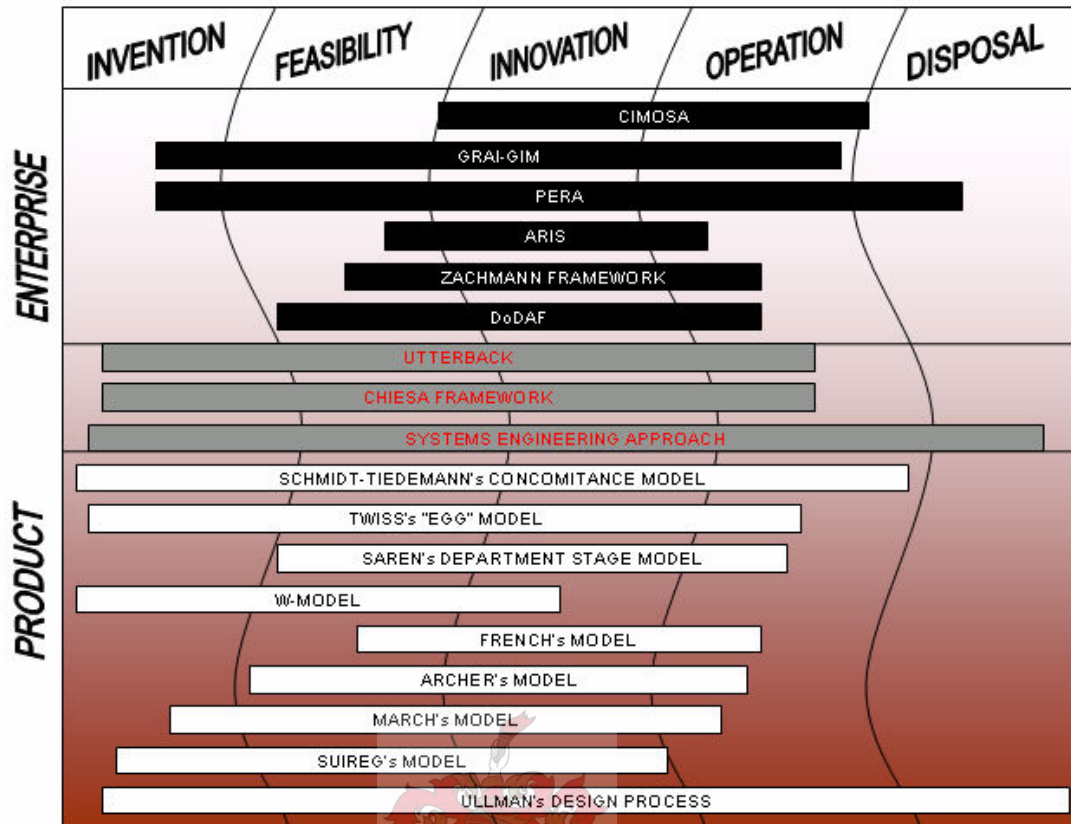 INVENTION
FEASIBILITY
INNOVATION
OPERATION
DISPOSAL
ENTERPRISE
CIMOSA
GRAI-GIM
PERA
ARIS
ZACHMANN FRAMEWORK
DoDAF
UTTERBACK
CHIESA FRAMEWORK
SYSTEMS ENGINEERING APPROACH
PRODUCT
SCHMIDT-TIEDEMANN's CONCOMITANCE MODEL
TWISS's "EGG" MODEL
SAREN's DEPARTMENT STAGE MODEL
W-MODEL
FRENCH's MODEL
ARCHER's MODEL
MARCH's MODEL
SUIREG's MODEL
ULLMAN's DESIGN PROCESS